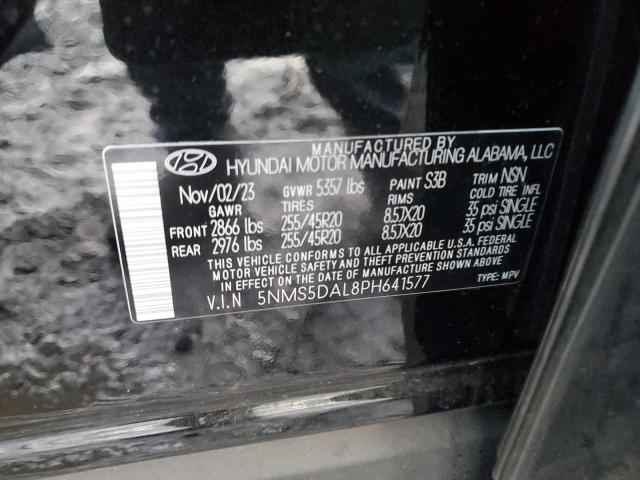 MANUFACTURED BY
HYUNDAI MOTOR MANUFACTURING ALABAMA, LLC
Nov/02/23 GVWR 5357 lbs PAINT S3B TRIM NSN
GAWR TIRES RIMS COLD TIRE INFL
FRONT 2866 lbs 255/45R20 8.5JX20 35 psi SINGLE
REAR 2976 lbs 255/45R20 8.5JX20 35 psi SINGLE
THIS VEHICLE CONFORMS TO ALL APPLICABLE U.S.A. FEDERAL
MOTOR VEHICLE SAFETY AND THEFT PREVENTION STANDARDS
IN EFFECT ON THE DATE OF MANUFACTURE SHOWN ABOVE.
V.I.N 5NMS5DAL8PH641577 TYPE: MPV